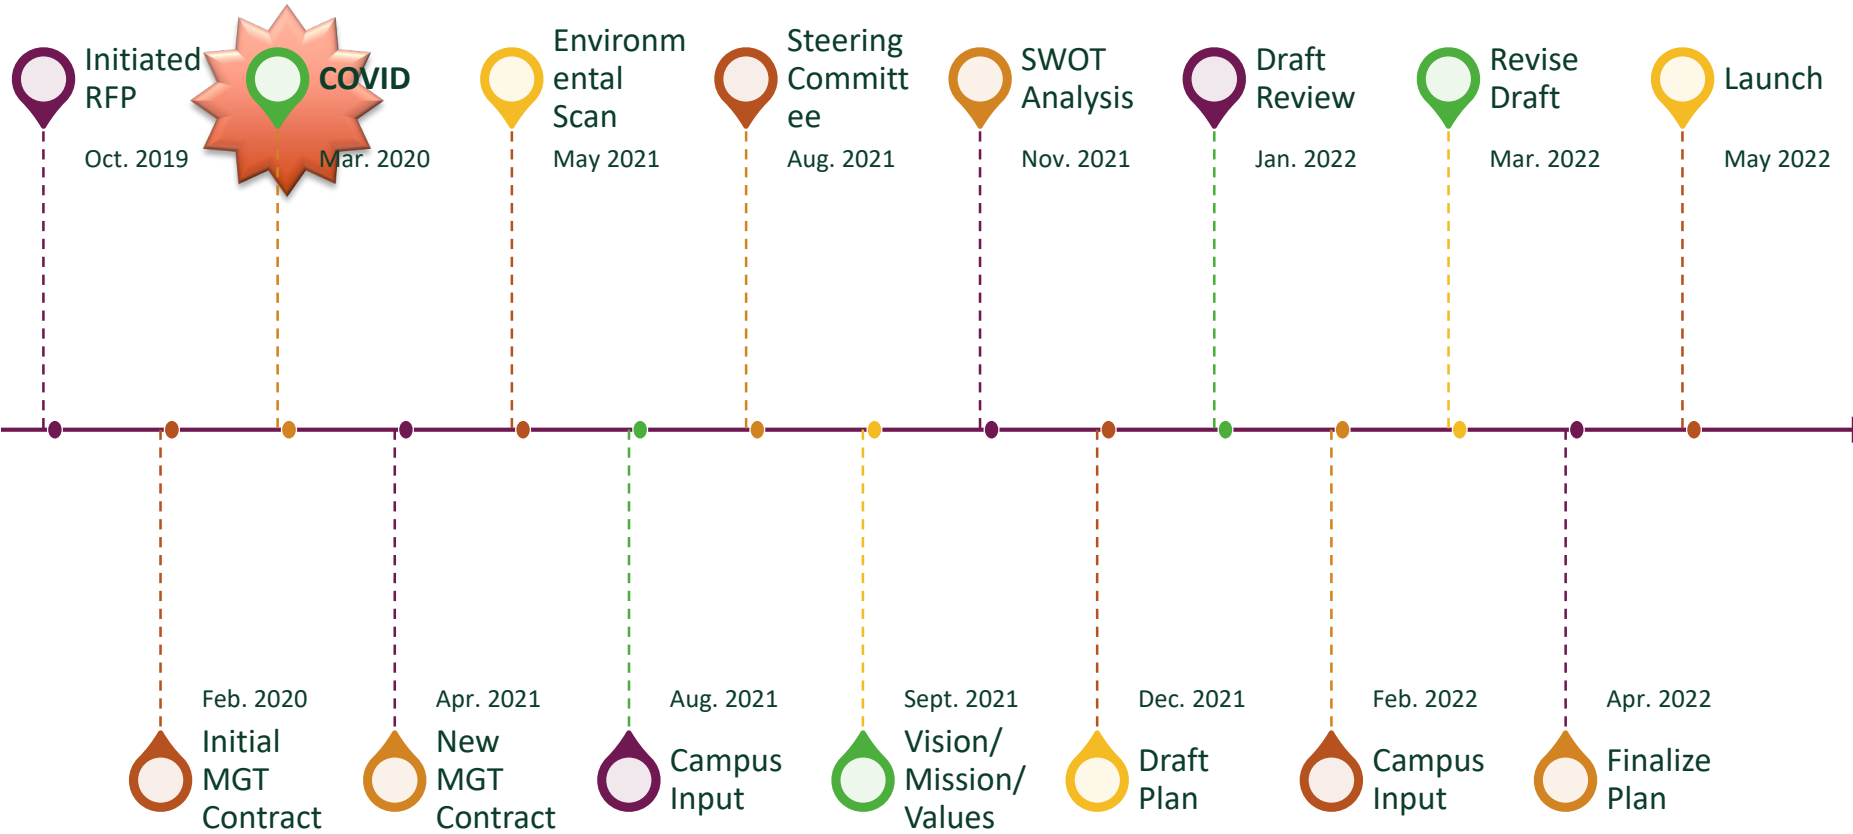 Initiated
RFP
Oct. 2019
COVID
Mar. 2020
Environm
ental
Scan
May 2021
Steering
Committ
ee
Aug. 2021
SWOT
Analysis
Nov. 2021
Draft
Review
Jan. 2022
Revise
Draft
Mar. 2022
Launch
May 2022
Feb. 2020
Initial
MGT
Contract
Apr. 2021
New
MGT
Contract
Aug. 2021
Campus
Input
Sept. 2021
Vision/
Mission/
Values
Dec. 2021
Draft
Plan
Feb. 2022
Campus
Input
Apr. 2022
Finalize
Plan